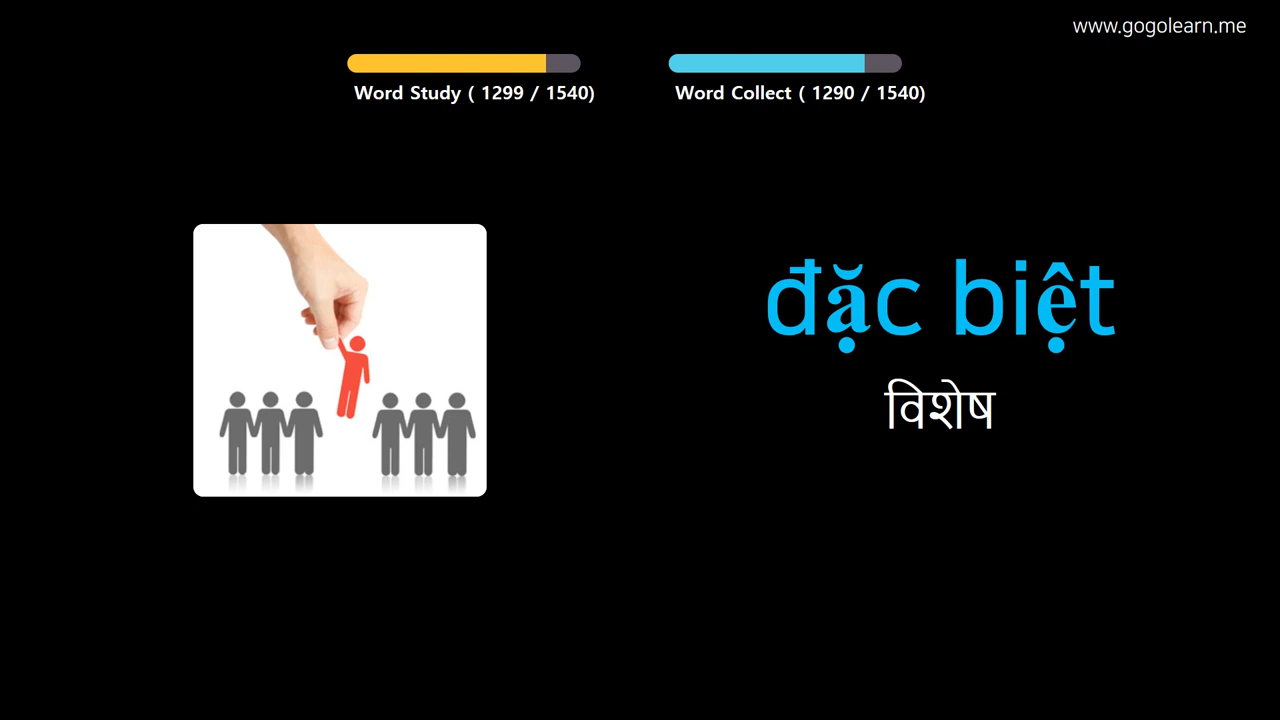 www.gogolearn.me
Word Study ( 1299 / 1540)
Word Collect ( 1290 / 1540)
đặc biệt
विशेष